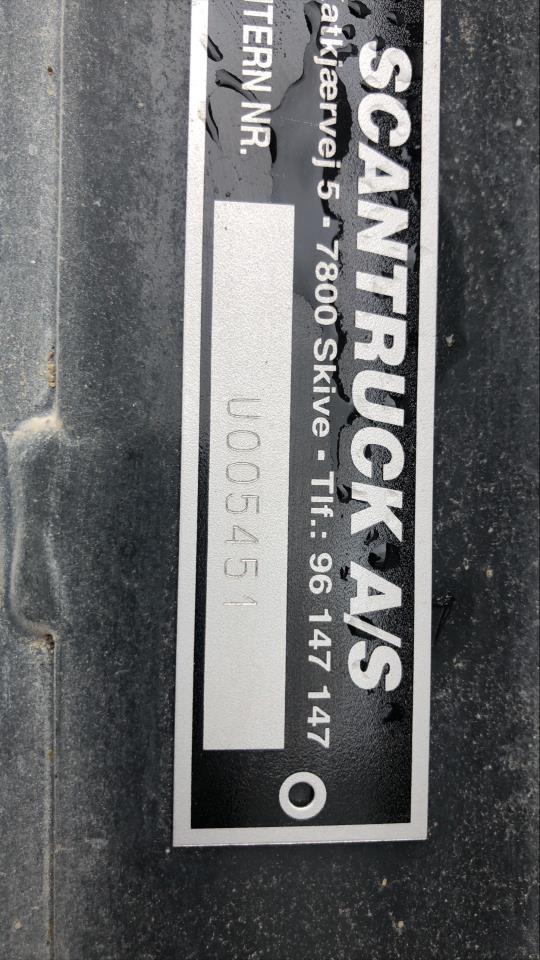 SCANTRUCK A/S
atkjærvej 5 - 7800 Skive - Tlf.: 96 147 147
TERN NR.
U005451